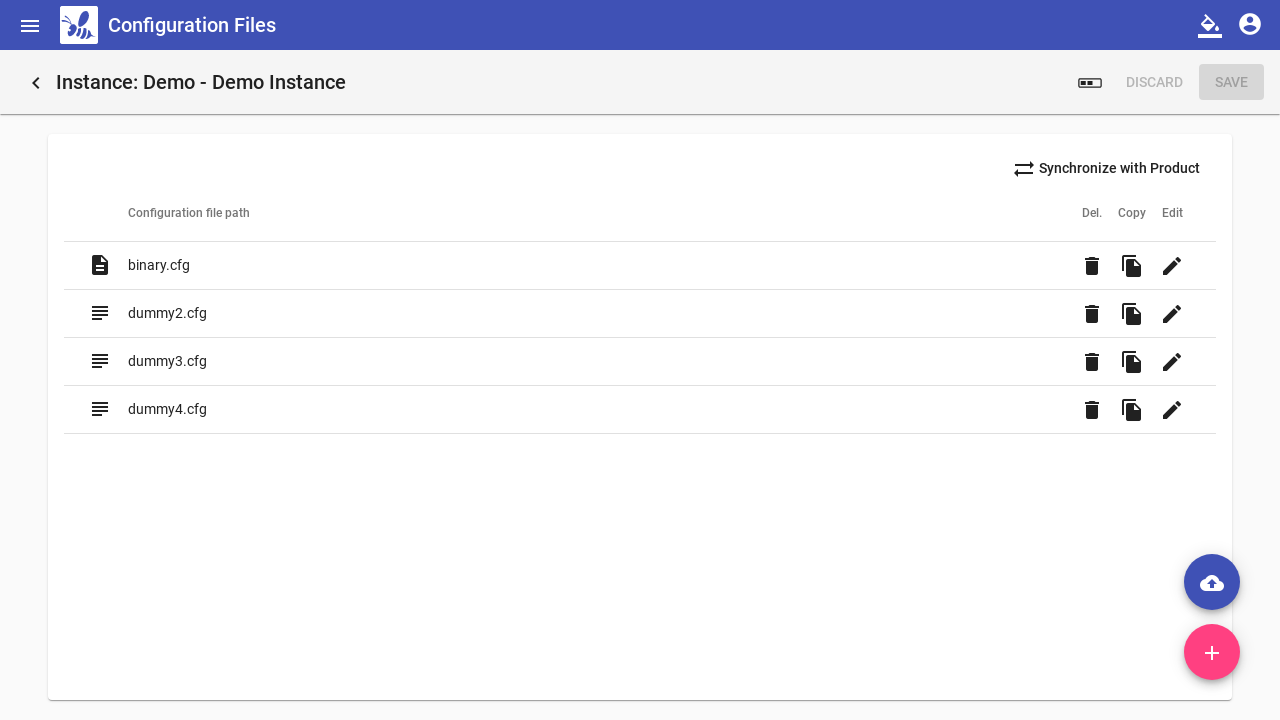 Configuration Files
Instance: Demo - Demo Instance
DISCARD
SAVE
Synchronize with Product
Configuration file path Del. Copy Edit
binary.cfg
dummy2.cfg
dummy3.cfg
dummy4.cfg